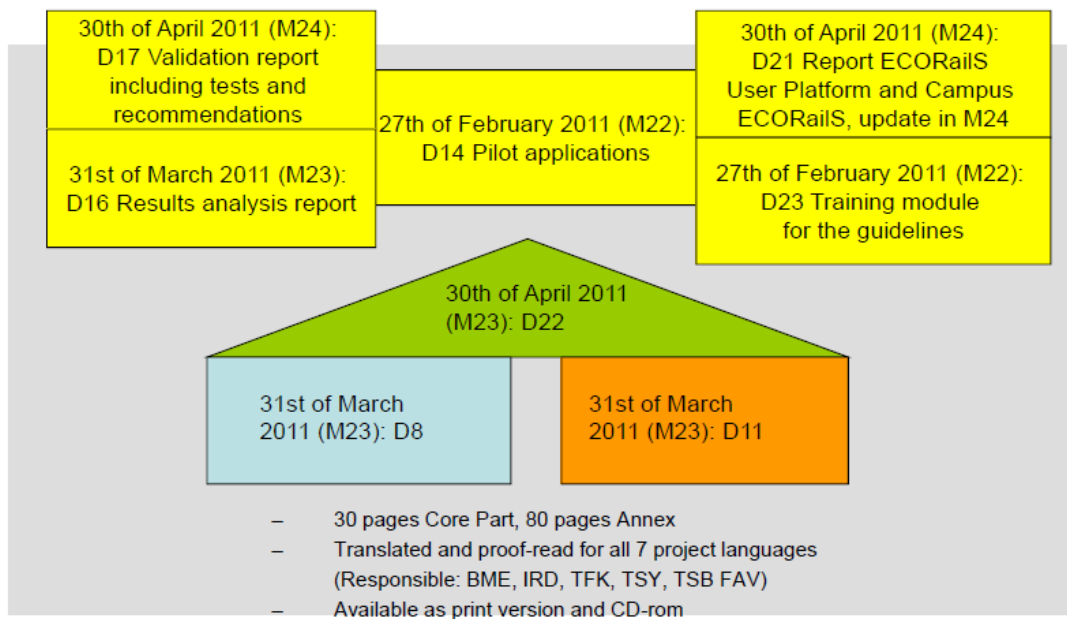 30th of April 2011 (M24):
D17 Validation report
including tests and
recommendations
31st of March 2011 (M23):
D16 Results analysis report
27th of February 2011 (M22):
D14 Pilot applications
30th of April 2011 (M24):
D21 Report ECORailS
User Platform and Campus
ECORailS, update in M24
27th of February 2011 (M22):
D23 Training module
for the guidelines
30th of April 2011
(M23): D22
31st of March
2011 (M23): D8
31st of March
2011 (M23): D11
– 30 pages Core Part, 80 pages Annex
– Translated and proof-read for all 7 project languages
(Responsible: BME, IRD, TFK, TSY, TSB FAV)
– Available as print version and CD-rom